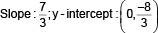 Slope: 7/3; y-intercept: (0, -8/3)